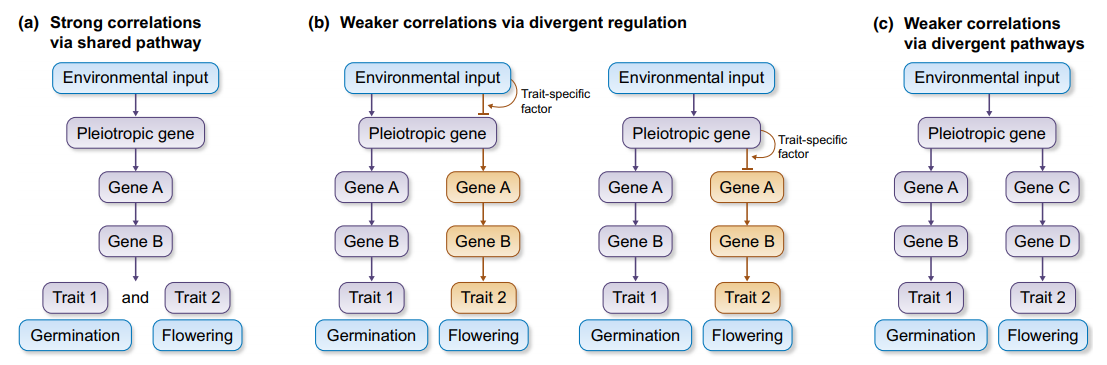 (a) Strong correlations
via shared pathway
Environmental input
Pleiotropic gene
Gene A
Gene B
Trait 1 and Trait 2
Germination Flowering
(b) Weaker correlations via divergent regulation
Environmental input
Trait-specific
factor
Pleiotropic gene
Gene A Gene A
Gene B Gene B
Trait 1 Trait 2
Germination Flowering
Environmental input
Pleiotropic gene
Trait-specific
factor
Gene A Gene A
Gene B Gene B
Trait 1 Trait 2
Germination Flowering
(c) Weaker correlations
via divergent pathways
Environmental input
Pleiotropic gene
Gene A Gene C
Gene B Gene D
Trait 1 Trait 2
Germination Flowering